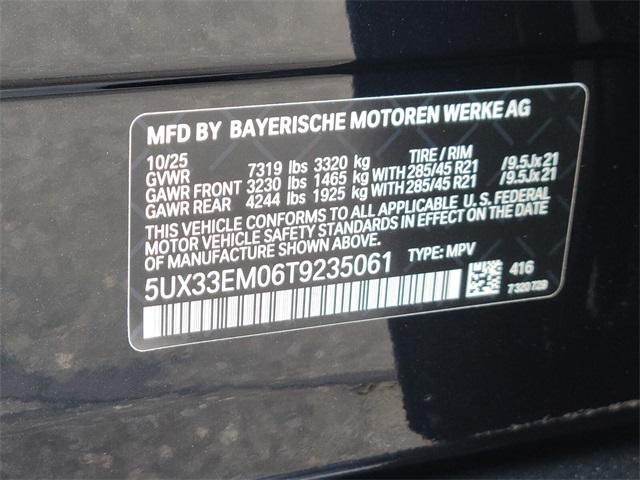 MFD BY BAYERISCHE MOTOREN WERKE AG
10/25 TIRE / RIM
GVWR 7319 lbs 3320 kg
GAWR FRONT 3230 lbs 1465 kg WITH 285/45 R21 /9.5Jx21
GAWR REAR 4244 lbs 1925 kg WITH 285/45 R21 /9.5Jx21
THIS VEHICLE CONFORMS TO ALL APPLICABLE U.S. FEDERAL
MOTOR VEHICLE SAFETY STANDARDS IN EFFECT ON THE DATE
OF MANUFACTURE SHOWN ABOVE.
5UX33EM06T9235061 TYPE: MPV
416
7320729